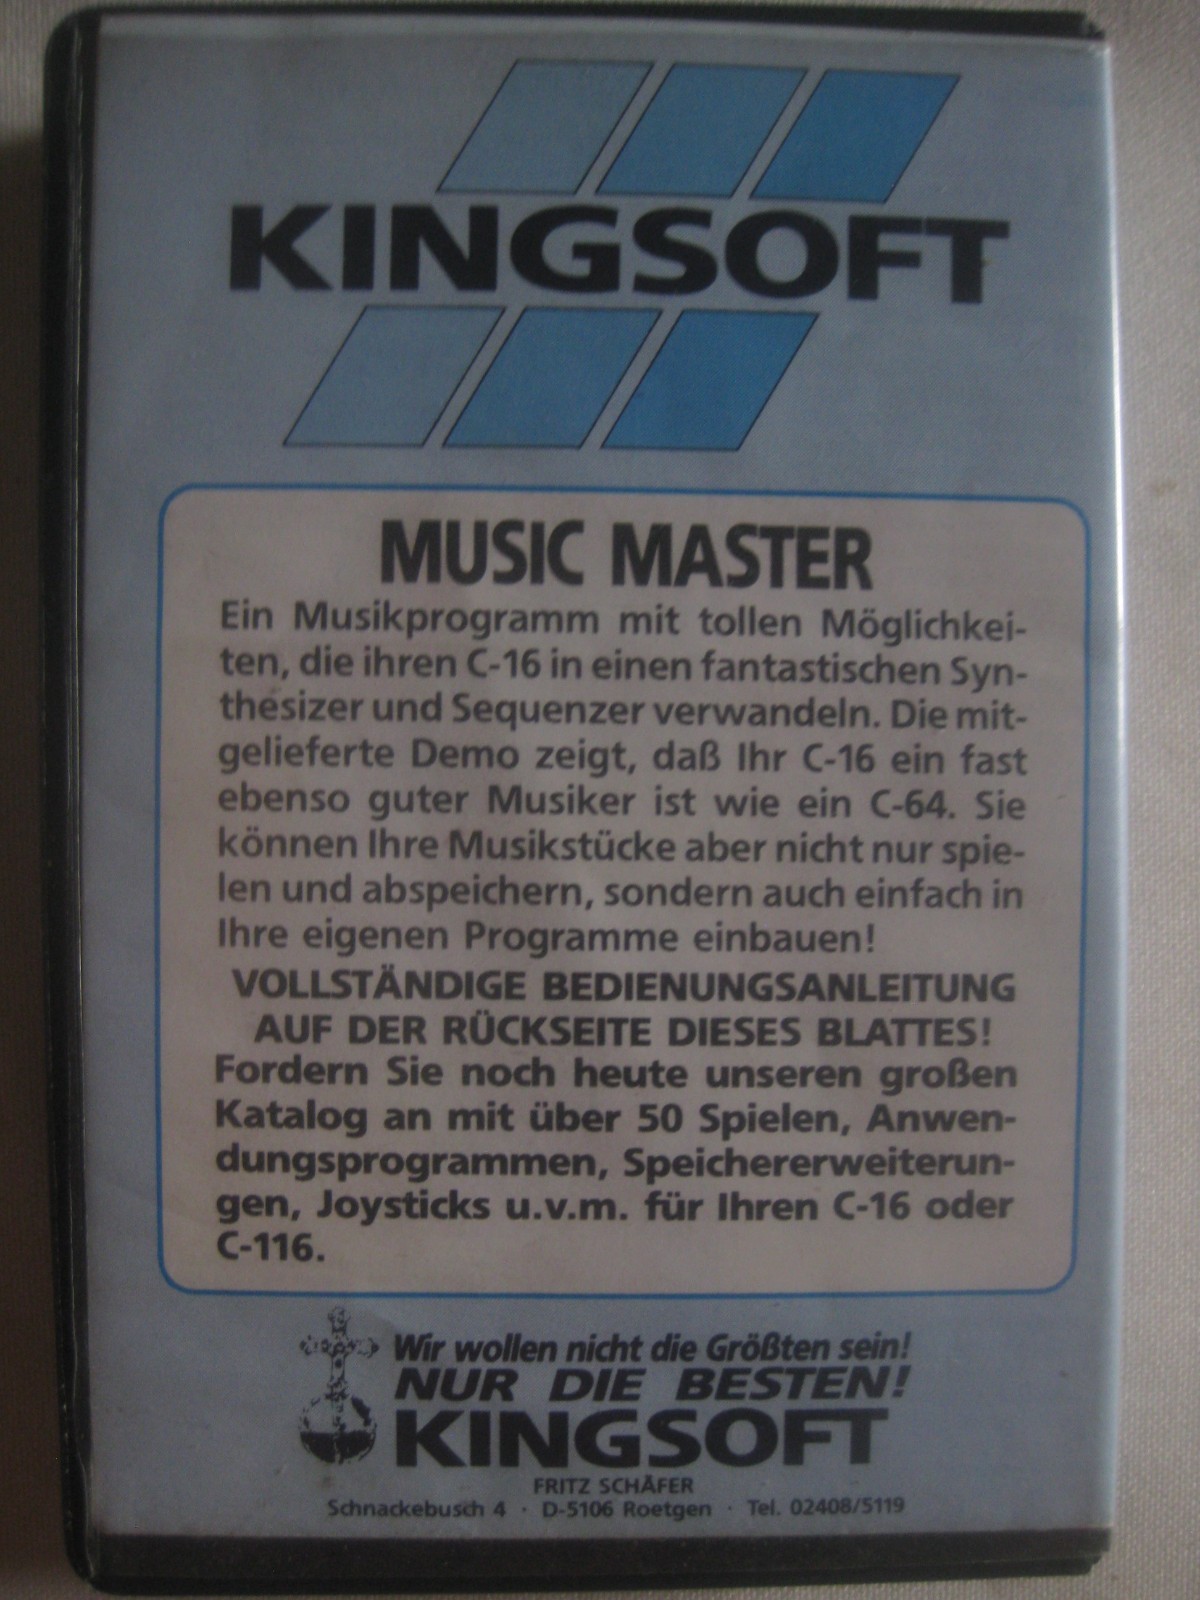 KINGSOFT
MUSIC MASTER
Ein Musikprogramm mit tollen Möglichkei-
ten, die ihren C-16 in einen fantastischen Syn-
thesizer und Sequenzer verwandeln. Die mit-
gelieferte Demo zeigt, daß Ihr C-16 ein fast
ebenso guter Musiker ist wie ein C-64. Sie
können Ihre Musikstücke aber nicht nur spie-
len und abspeichern, sondern auch einfach in
Ihre eigenen Programme einbauen!
VOLLSTÄNDIGE BEDIENUNGSANLEITUNG
AUF DER RÜCKSEITE DIESES BLATTES!
Fordern Sie noch heute unseren großen
Katalog an mit über 50 Spielen, Anwen-
dungsprogrammen, Speichererweiterun-
gen, Joysticks u.v.m. für Ihren C-16 oder
C-116.
Wir wollen nicht die Größten sein!
NUR DIE BESTEN!
KINGSOFT
FRITZ SCHÄFER
Schnackebusch 4 · D-5106 Roetgen · Tel. 02408/5119